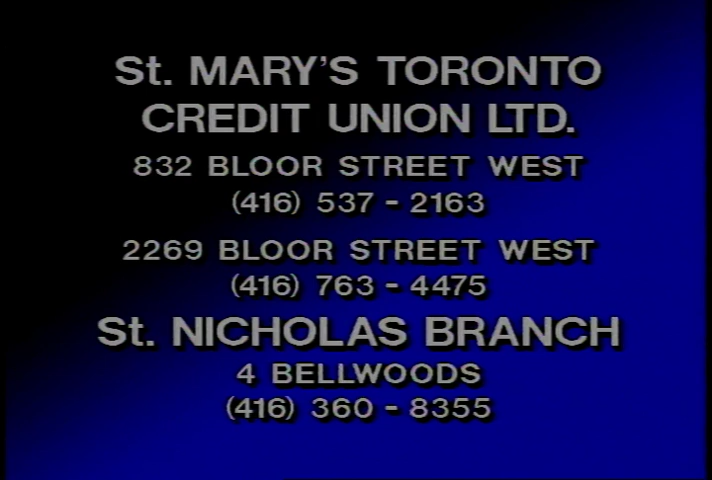 St. MARY'S TORONTO
CREDIT UNION LTD.
832 BLOOR STREET WEST
(416) 537 - 2163
2269 BLOOR STREET WEST
(416) 763 - 4475
St. NICHOLAS BRANCH
4 BELLWOODS
(416) 360 - 8355